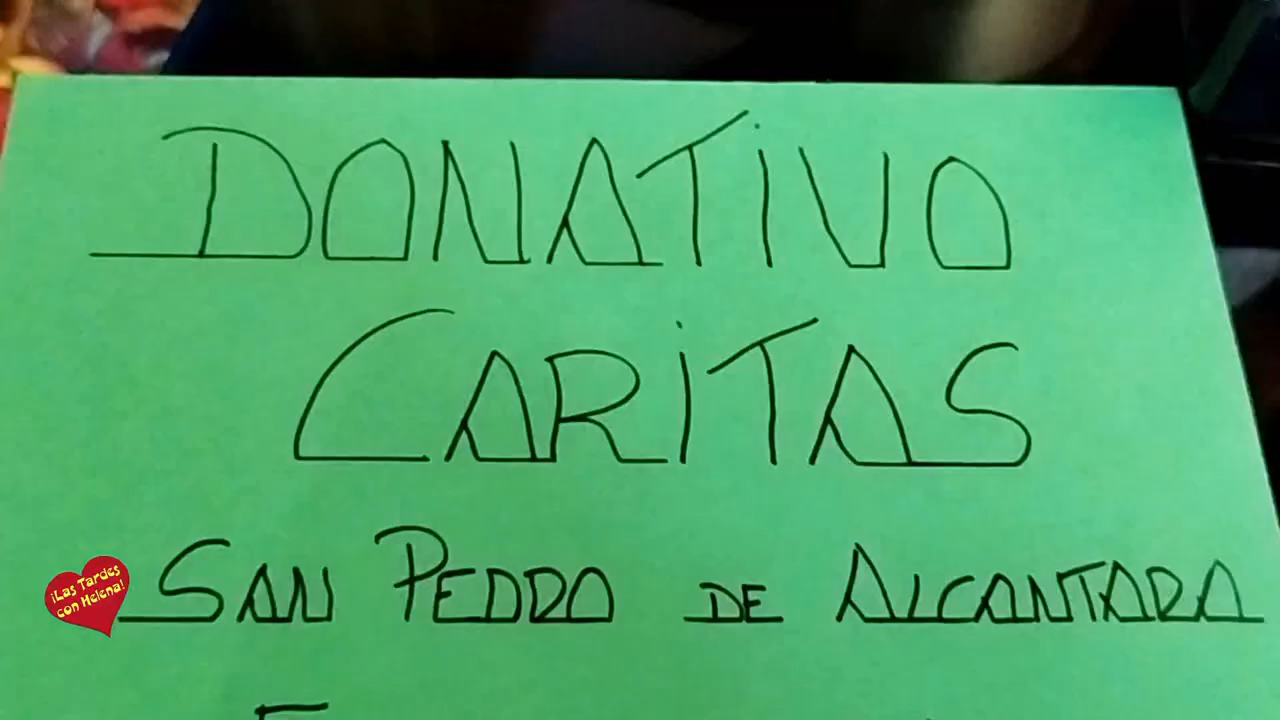 DONATIVO
CARITAS
SAN PEDRO DE ALCANTARA
¡Las Tardes
con Helena!